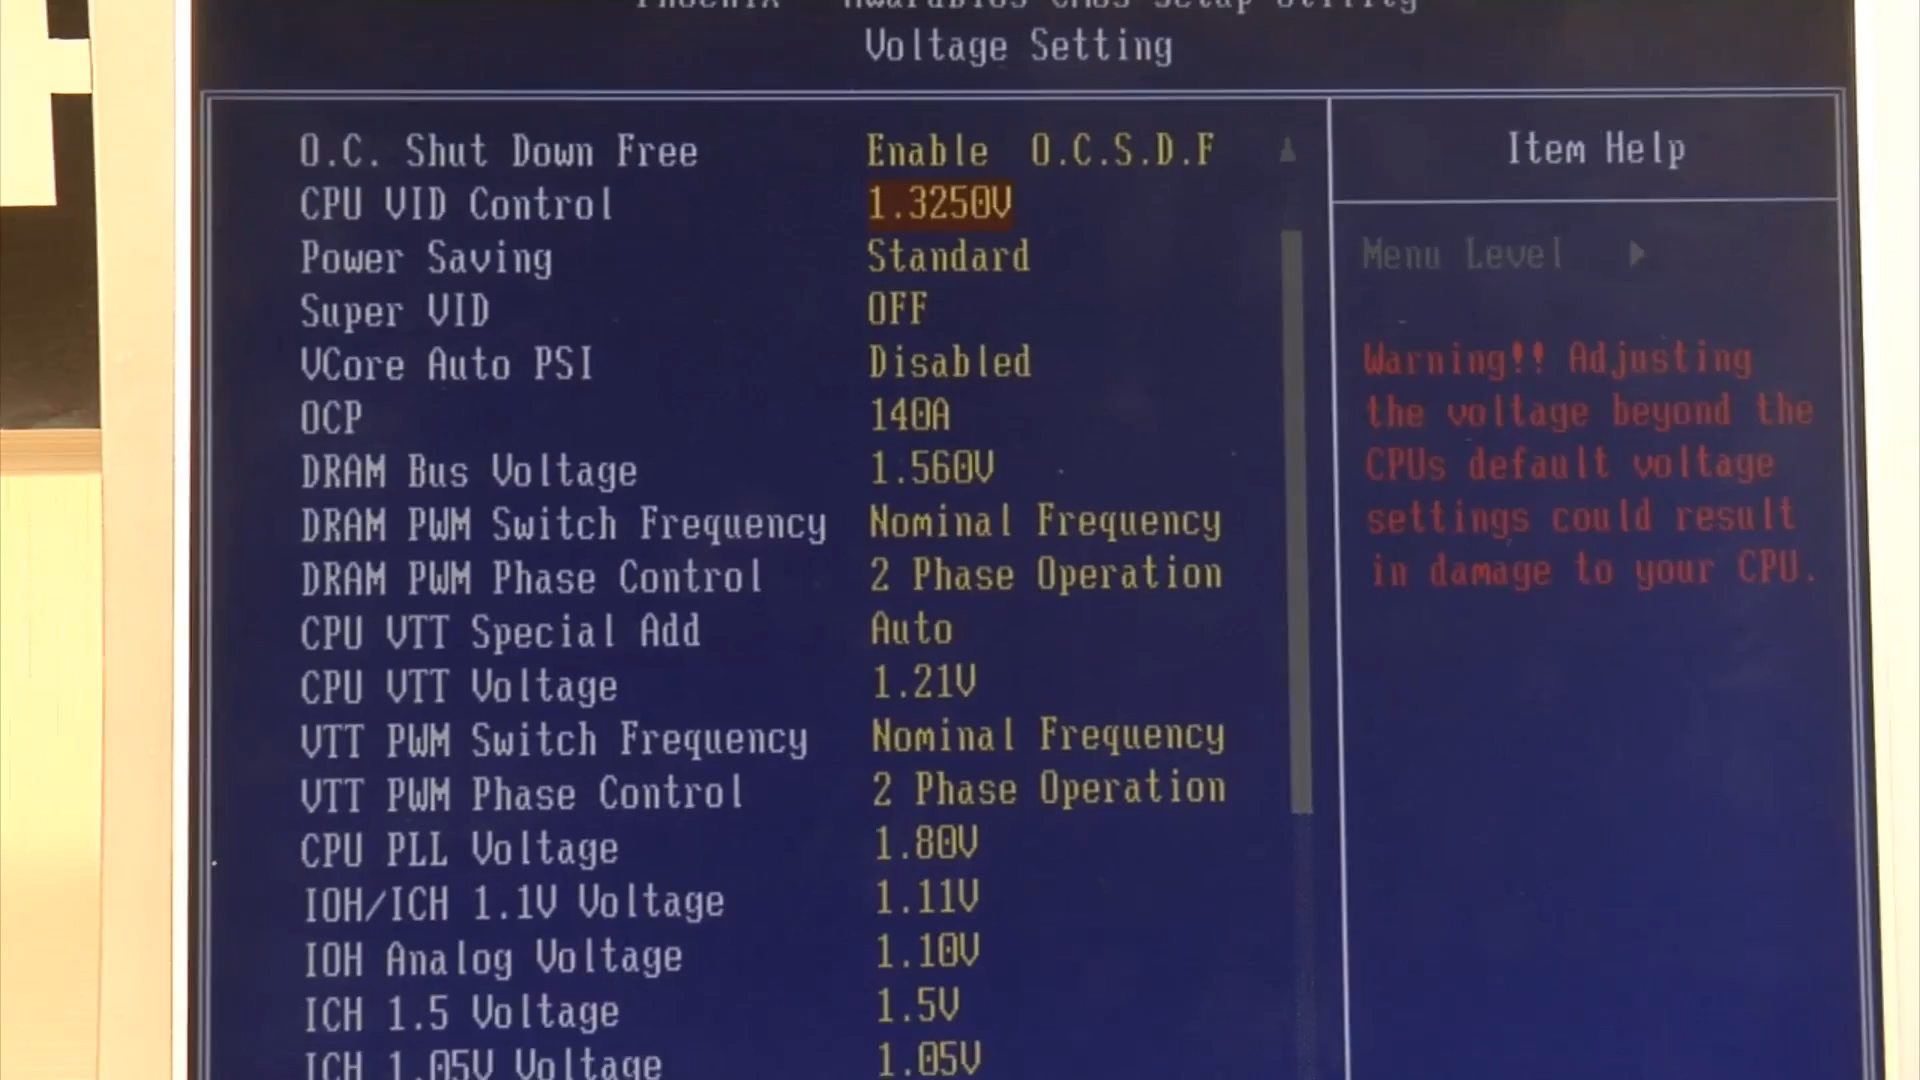 Phoenix - AwardBIOS CMOS Setup Utility
Voltage Setting
O.C. Shut Down Free Enable O.C.S.D.F
CPU VID Control 1.3250V
Power Saving Standard
Super VID OFF
VCore Auto PSI Disabled
OCP 140A
DRAM Bus Voltage 1.560V
DRAM PWM Switch Frequency Nominal Frequency
DRAM PWM Phase Control 2 Phase Operation
CPU VTT Special Add Auto
CPU VTT Voltage 1.21V
VTT PWM Switch Frequency Nominal Frequency
VTT PWM Phase Control 2 Phase Operation
CPU PLL Voltage 1.80V
IOH/ICH 1.1V Voltage 1.11V
IOH Analog Voltage 1.10V
ICH 1.5 Voltage 1.5V
ICH 1.05V Voltage 1.05V
Item Help
Menu Level
Warning!! Adjusting
the voltage beyond the
CPUs default voltage
settings could result
in damage to your CPU.